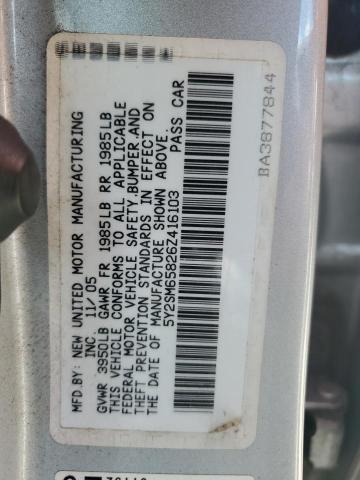 MFD.BY: NEW UNITED MOTOR MANUFACTURING
INC. 11/05
GVWR 3950LB GAWR FR 1985LB RR 1985LB
THIS VEHICLE CONFORMS TO ALL APPLICABLE
FEDERAL MOTOR VEHICLE SAFETY,BUMPER,AND
THEFT PREVENTION STANDARDS IN EFFECT ON
THE DATE OF MANUFACTURE SHOWN ABOVE.
5Y2SM65826Z416103 PASS CAR
BA3877844